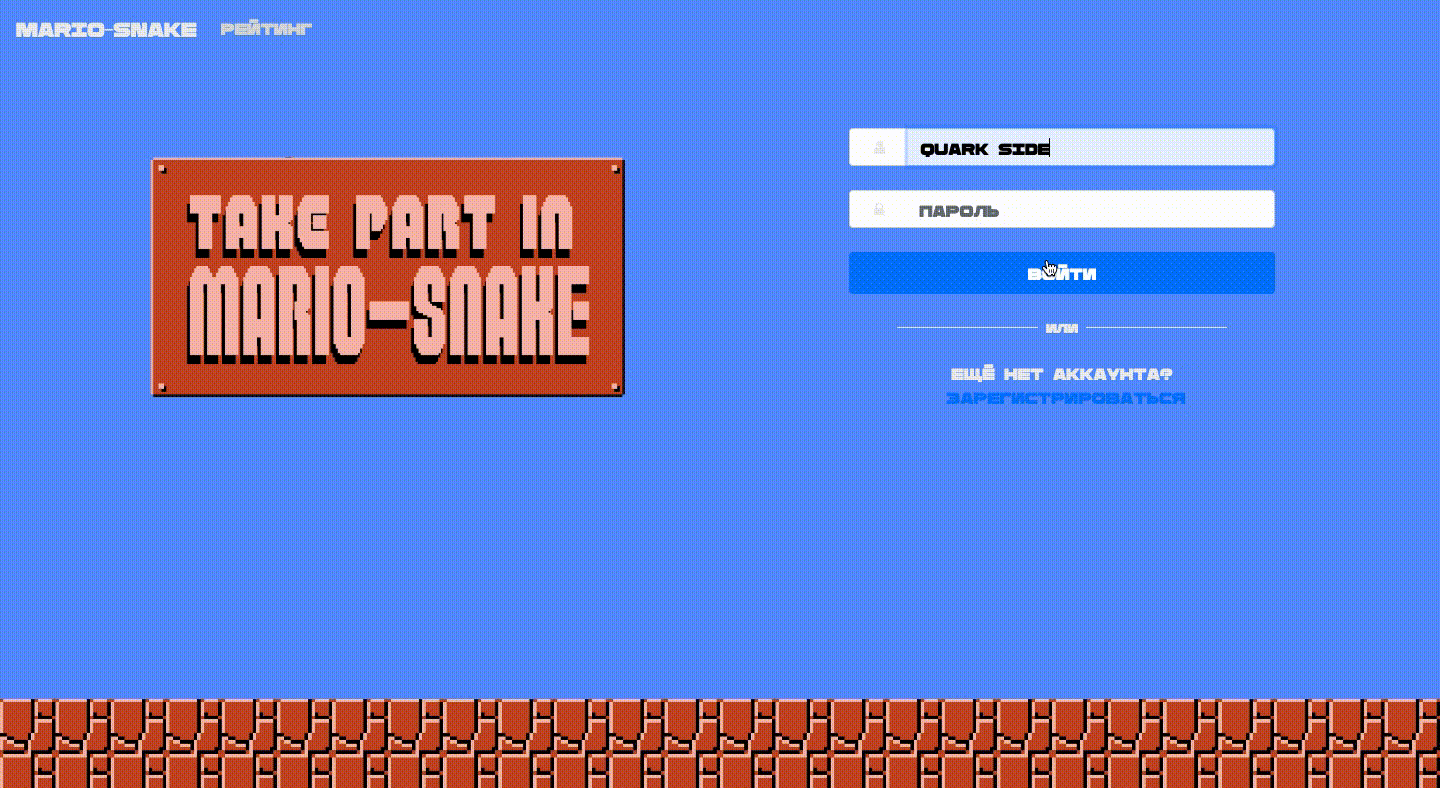 MARIO-SNAKE РЕЙТИНГ
TAKE PART IN
MARIO-SNAKE
QUARK SIDE
ПАРОЛЬ
ВОЙТИ
ИЛИ
ЕЩЁ НЕТ АККАУНТА?
ЗАРЕГИСТРИРОВАТЬСЯ